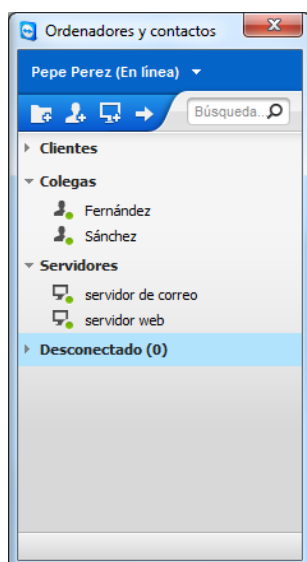 Ordenadores y contactos
Pepe Perez (En línea)
Búsqueda...
Clientes
Colegas
Fernández
Sánchez
Servidores
servidor de correo
servidor web
Desconectado (0)